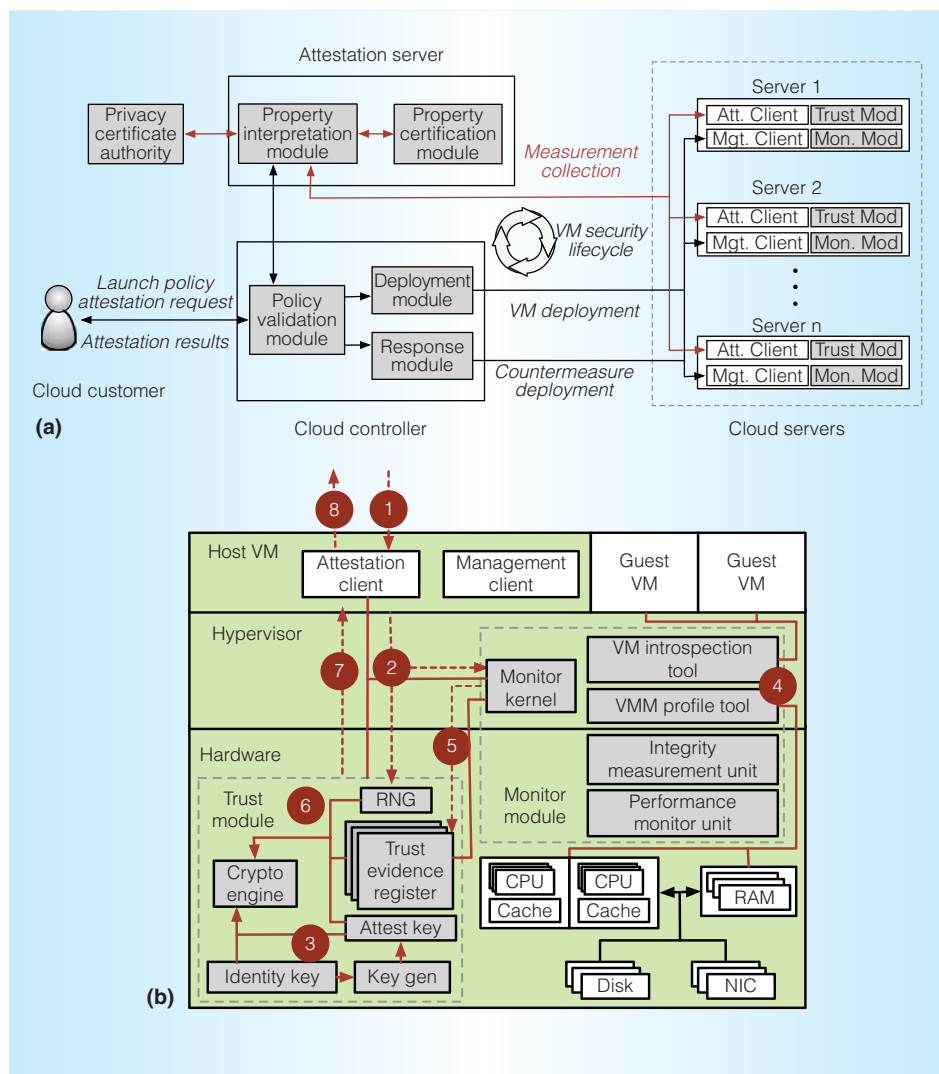 Attestation server
Privacy
certificate
authority
Property
interpretation
module
Property
certification
module
Measurement
collection
Server 1
Att. Client
Trust Mod
Mgt. Client
Mon. Mod
Server 2
Att. Client
Trust Mod
Mgt. Client
Mon. Mod
Server n
Att. Client
Trust Mod
Mgt. Client
Mon. Mod
VM security
lifecycle
Launch policy
attestation request
Attestation results
Policy
validation
module
Deployment
module
Response
module
VM deployment
Countermeasure
deployment
Cloud customer
(a)
Cloud controller
Cloud servers
8
1
Host VM
Attestation
client
Management
client
Guest
VM
Guest
VM
Hypervisor
7
2
Monitor
kernel
VM introspection
tool
VMM profile tool
4
5
Hardware
Trust
module
6
RNG
Trust
evidence
register
Crypto
engine
Attest key
3
Identity key
Key gen
Monitor
module
Integrity
measurement unit
Performance
monitor unit
CPU
Cache
CPU
Cache
RAM
Disk
NIC
(b)